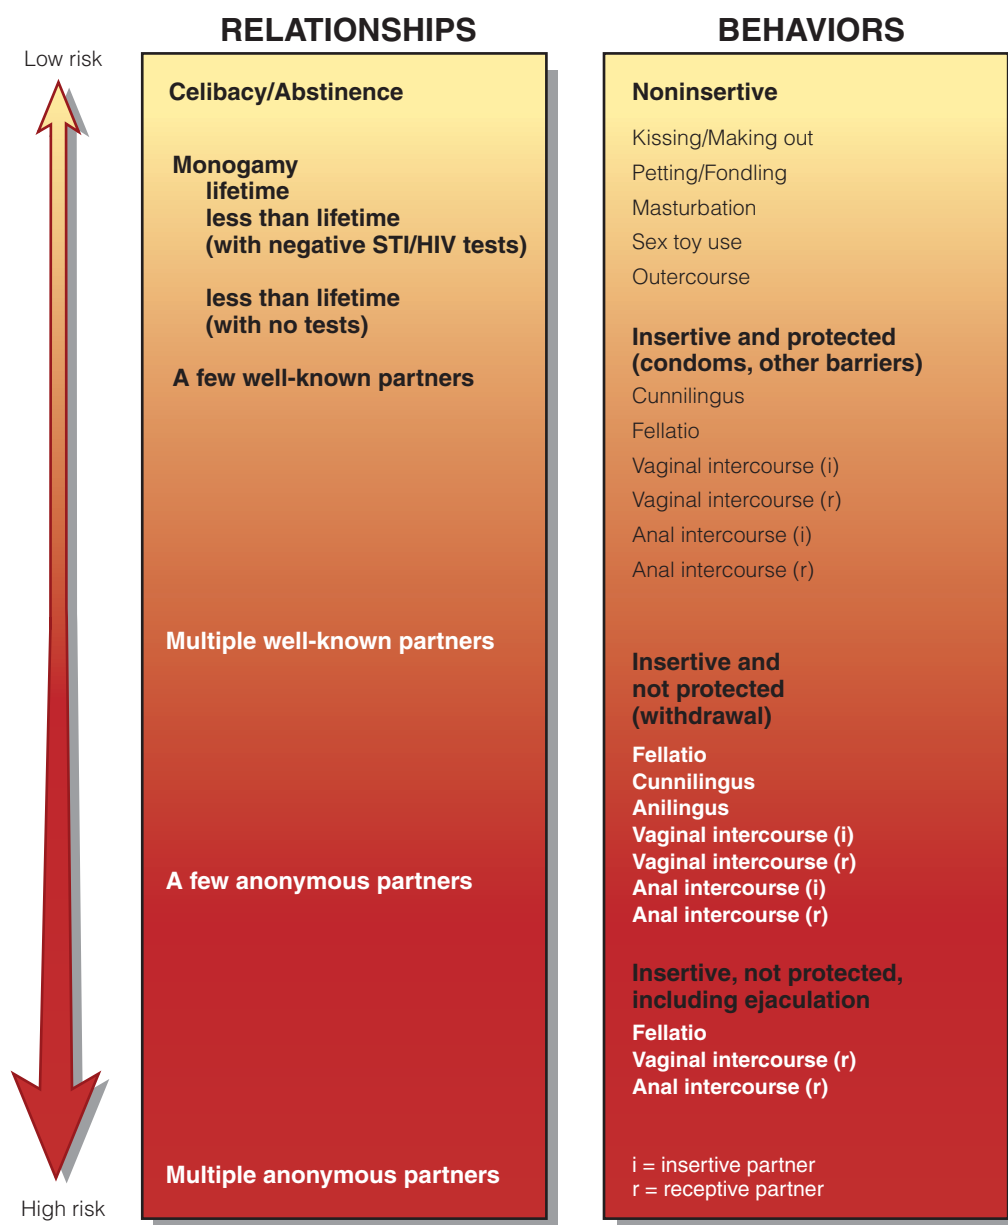 RELATIONSHIPS
BEHAVIORS
Low risk
High risk
Celibacy/Abstinence
Monogamy
lifetime
less than lifetime
(with negative STI/HIV tests)
less than lifetime
(with no tests)
A few well-known partners
Multiple well-known partners
A few anonymous partners
Multiple anonymous partners
Noninsertive
Kissing/Making out
Petting/Fondling
Masturbation
Sex toy use
Outercourse
Insertive and protected
(condoms, other barriers)
Cunnilingus
Fellatio
Vaginal intercourse (i)
Vaginal intercourse (r)
Anal intercourse (i)
Anal intercourse (r)
Insertive and
not protected
(withdrawal)
Fellatio
Cunnilingus
Anilingus
Vaginal intercourse (i)
Vaginal intercourse (r)
Anal intercourse (i)
Anal intercourse (r)
Insertive, not protected,
including ejaculation
Fellatio
Vaginal intercourse (r)
Anal intercourse (r)
i = insertive partner
r = receptive partner